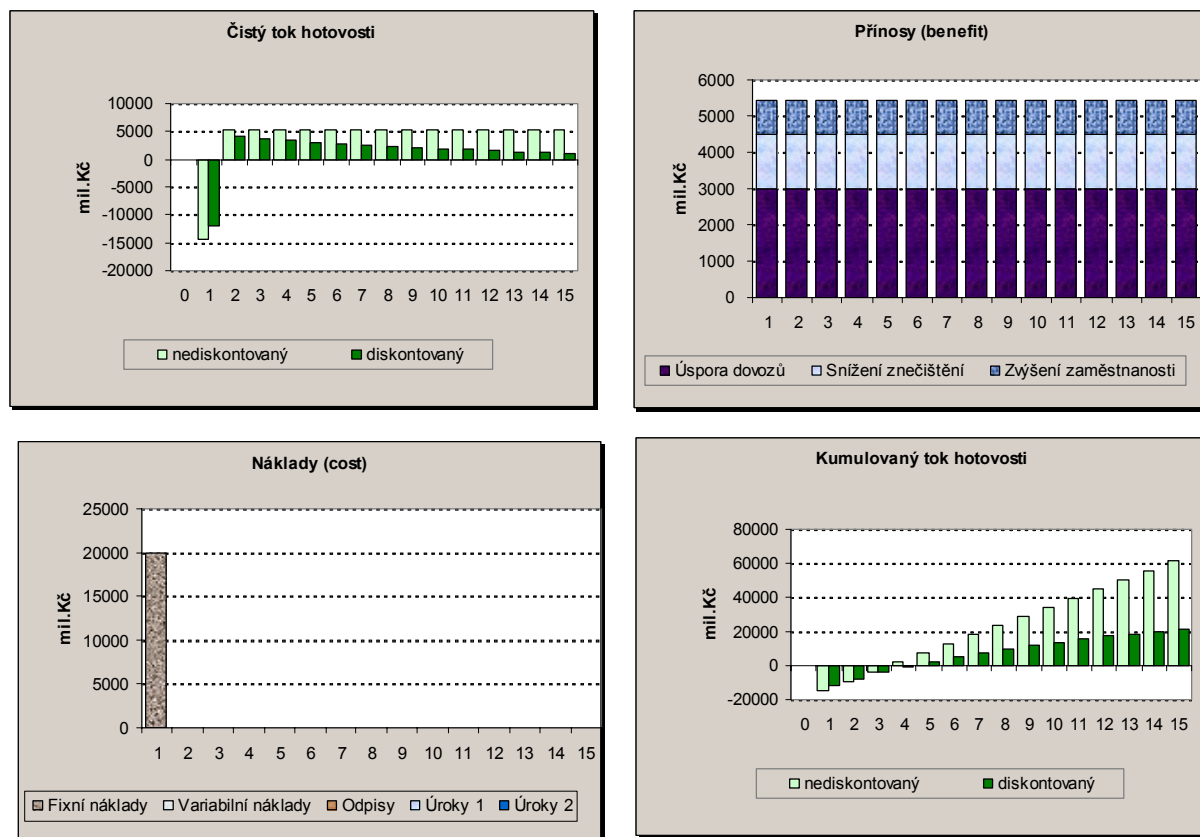 Čistý tok hotovosti
mil.Kč
10000
5000
0
-5000
-10000
-15000
-20000
0 1 2 3 4 5 6 7 8 9 10 11 12 13 14 15
nediskontovaný diskontovaný
Přínosy (benefit)
mil.Kč
6000
5000
4000
3000
2000
1000
0
1 2 3 4 5 6 7 8 9 10 11 12 13 14 15
Úspora dovozů Snížení znečištění Zvýšení zaměstnanosti
Náklady (cost)
mil.Kč
25000
20000
15000
10000
5000
0
1 2 3 4 5 6 7 8 9 10 11 12 13 14 15
Fixní náklady Variabilní náklady Odpisy Úroky 1 Úroky 2
Kumulovaný tok hotovosti
mil.Kč
80000
60000
40000
20000
0
-20000
0 1 2 3 4 5 6 7 8 9 10 11 12 13 14 15
nediskontovaný diskontovaný